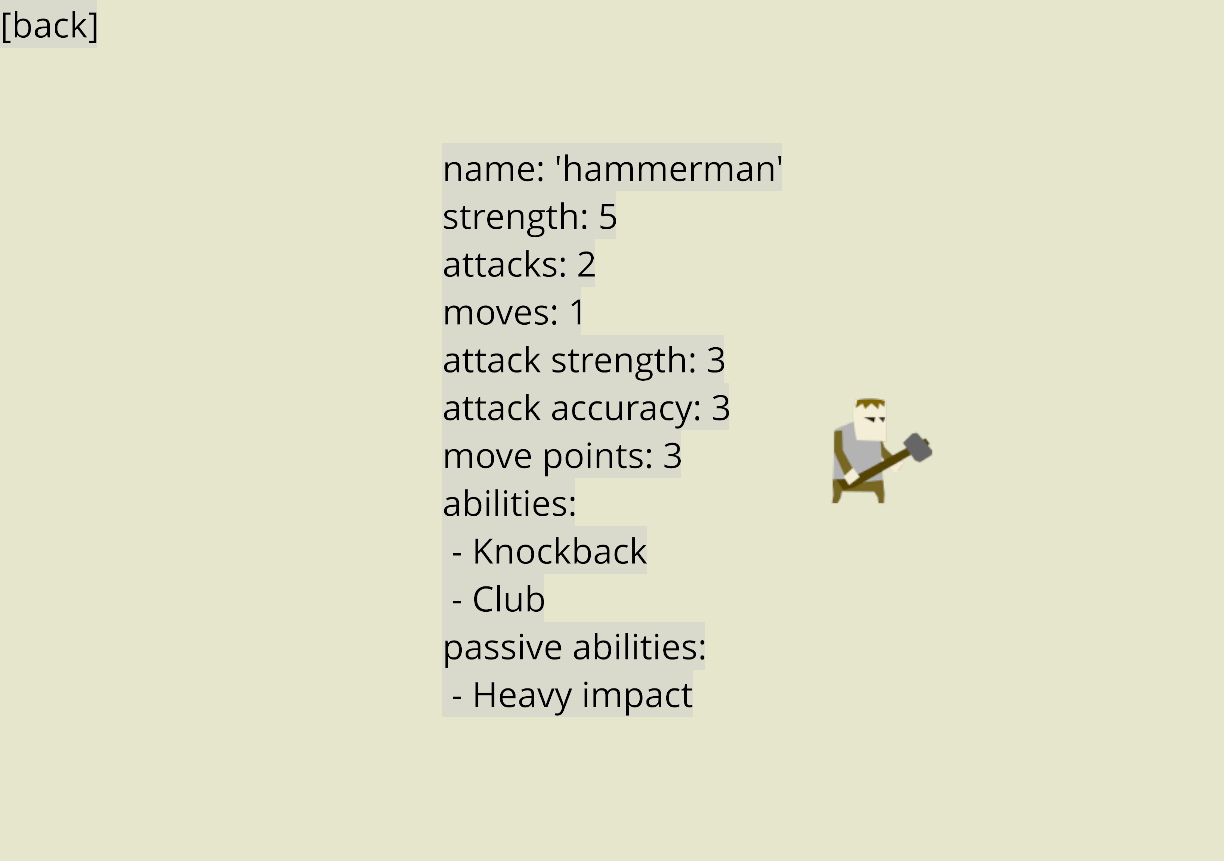 [back]
name: 'hammerman'
strength: 5
attacks: 2
moves: 1
attack strength: 3
attack accuracy: 3
move points: 3
abilities:
 - Knockback
 - Club
passive abilities:
 - Heavy impact